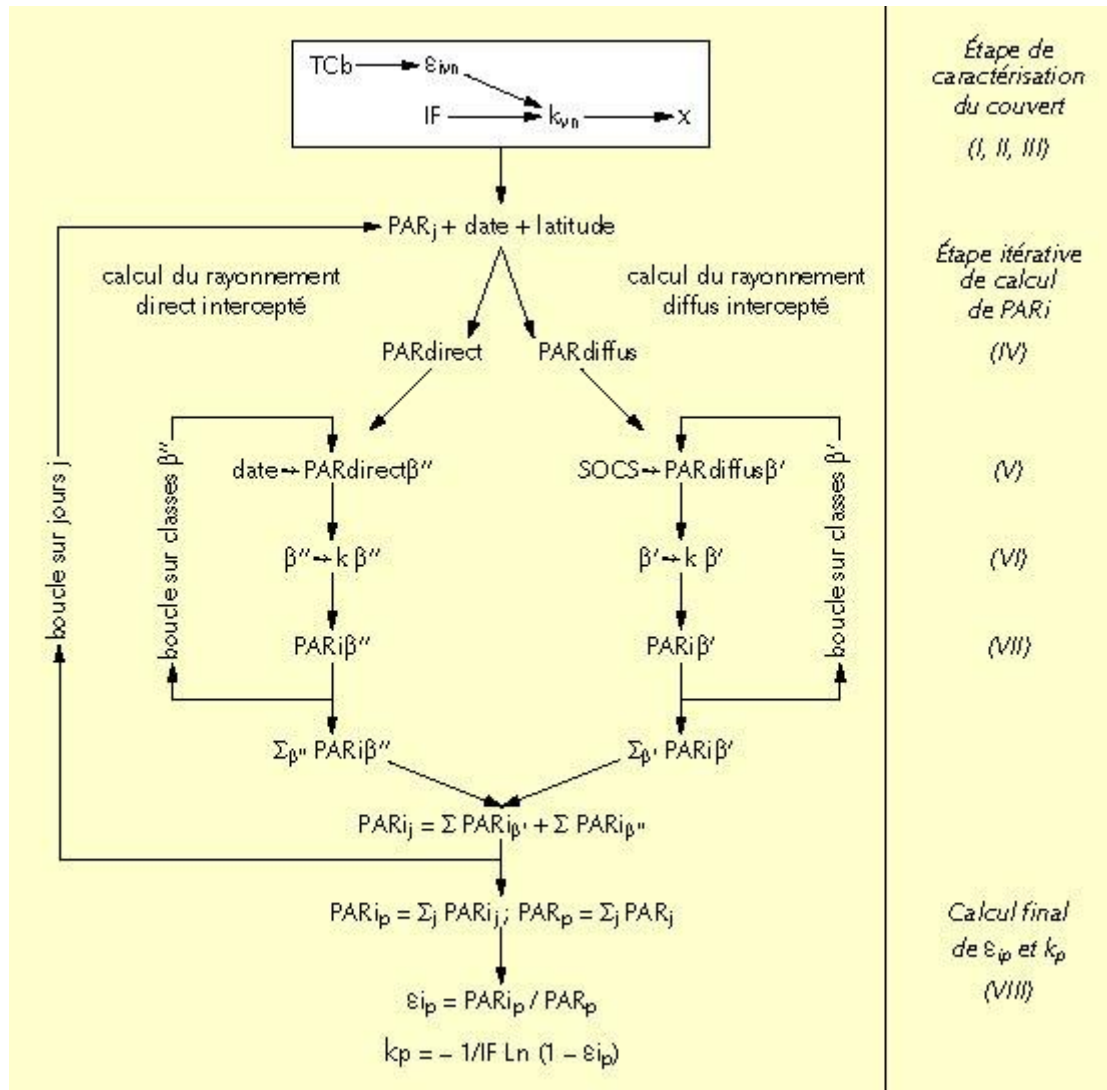 TCb → εivn
IF → kvn → x
Étape de
caractérisation
du couvert
(I, II, III)
PARj + date + latitude
calcul du rayonnement
direct intercepté
calcul du rayonnement
diffus intercepté
Étape itérative
de calcul
de PARi
PARdirect
PARdiffus
(IV)
boucle sur jours j
boucle sur classes β″
date → PARdirectβ″
SOCS → PARdiffusβ′
boucle sur classes β′
(V)
β″ → k β″
β′ → k β′
(VI)
PARiβ″
PARiβ′
(VII)
Σβ″ PARiβ″
Σβ′ PARiβ′
PARij = Σ PARiβ′ + Σ PARiβ″
PARip = Σj PARij ; PARp = Σj PARj
εip = PARip / PARp
kp = – 1/IF Ln (1 – εip)
Calcul final
de εip et kp
(VIII)